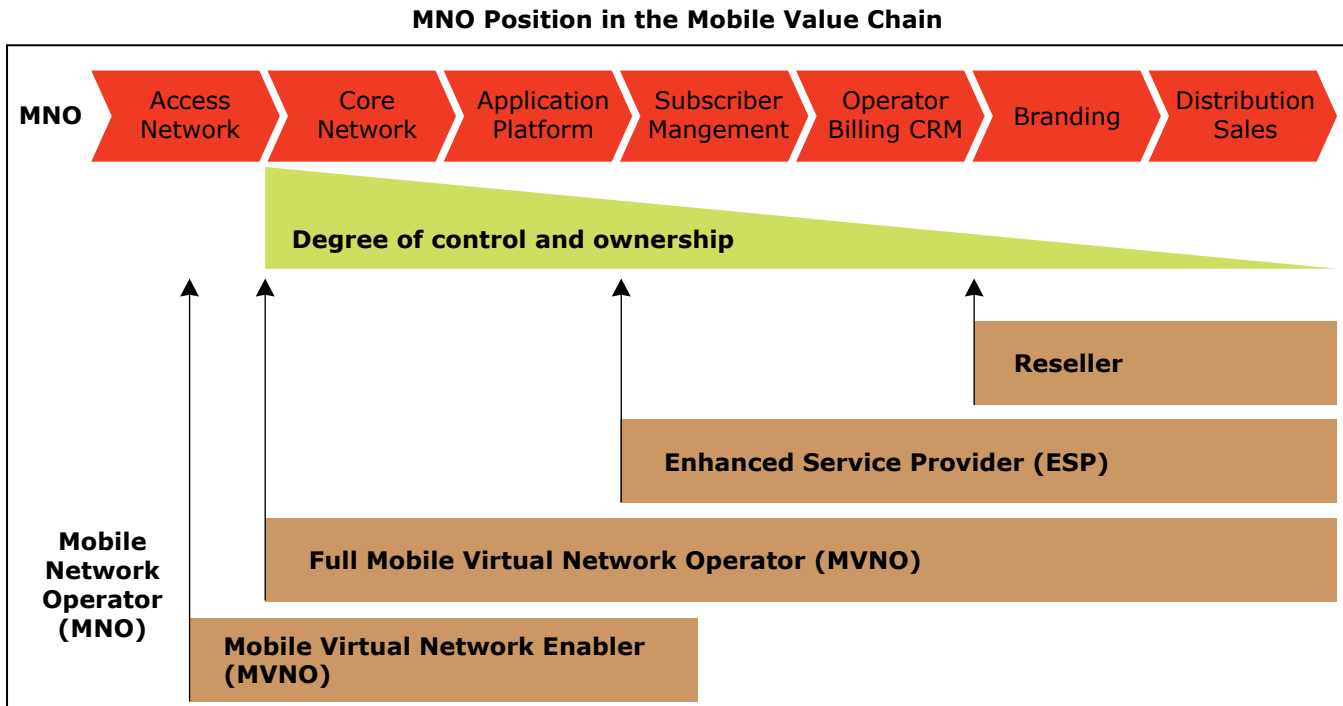 MNO Position in the Mobile Value Chain
MNO
Access
Network
Core
Network
Application
Platform
Subscriber
Mangement
Operator
Billing CRM
Branding
Distribution
Sales
Degree of control and ownership
Reseller
Enhanced Service Provider (ESP)
Full Mobile Virtual Network Operator (MVNO)
Mobile
Network
Operator
(MNO)
Mobile Virtual Network Enabler
(MVNO)